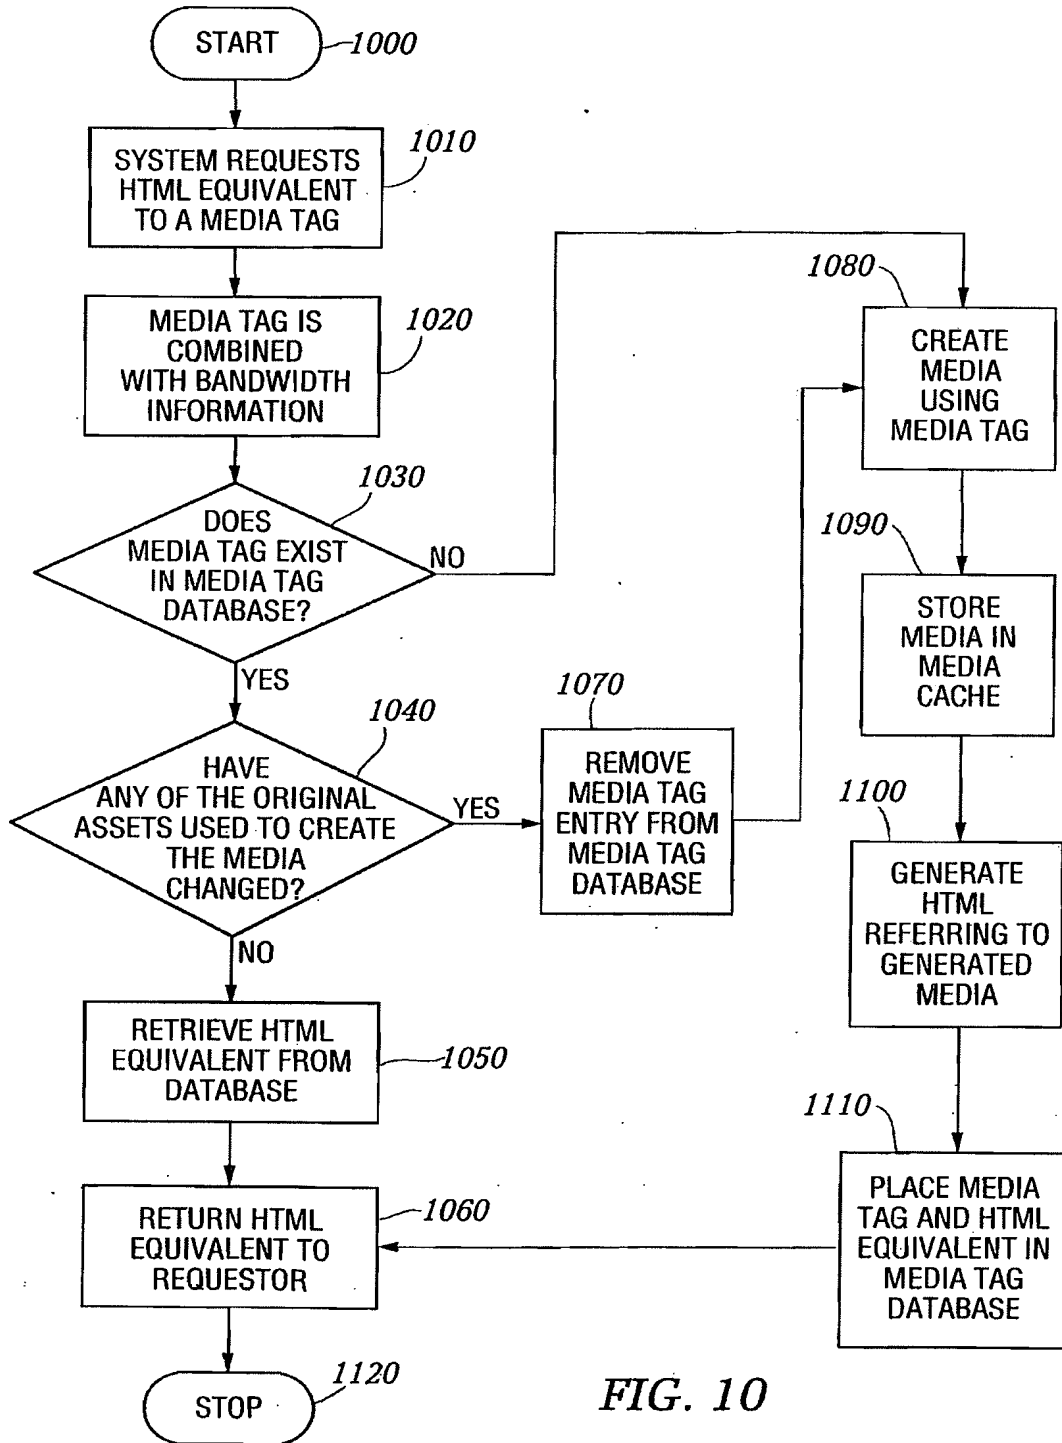 START
1000
SYSTEM REQUESTS
HTML EQUIVALENT
TO A MEDIA TAG
1010
MEDIA TAG IS
COMBINED
WITH BANDWIDTH
INFORMATION
1020
DOES
MEDIA TAG EXIST
IN MEDIA TAG
DATABASE?
1030
NO
YES
HAVE
ANY OF THE ORIGINAL
ASSETS USED TO CREATE
THE MEDIA
CHANGED?
1040
YES
NO
REMOVE
MEDIA TAG
ENTRY FROM
MEDIA TAG
DATABASE
1070
RETRIEVE HTML
EQUIVALENT FROM
DATABASE
1050
RETURN HTML
EQUIVALENT TO
REQUESTOR
1060
STOP
1120
1080
CREATE
MEDIA
USING
MEDIA TAG
1090
STORE
MEDIA IN
MEDIA
CACHE
1100
GENERATE
HTML
REFERRING TO
GENERATED
MEDIA
1110
PLACE MEDIA
TAG AND HTML
EQUIVALENT IN
MEDIA TAG
DATABASE
FIG. 10